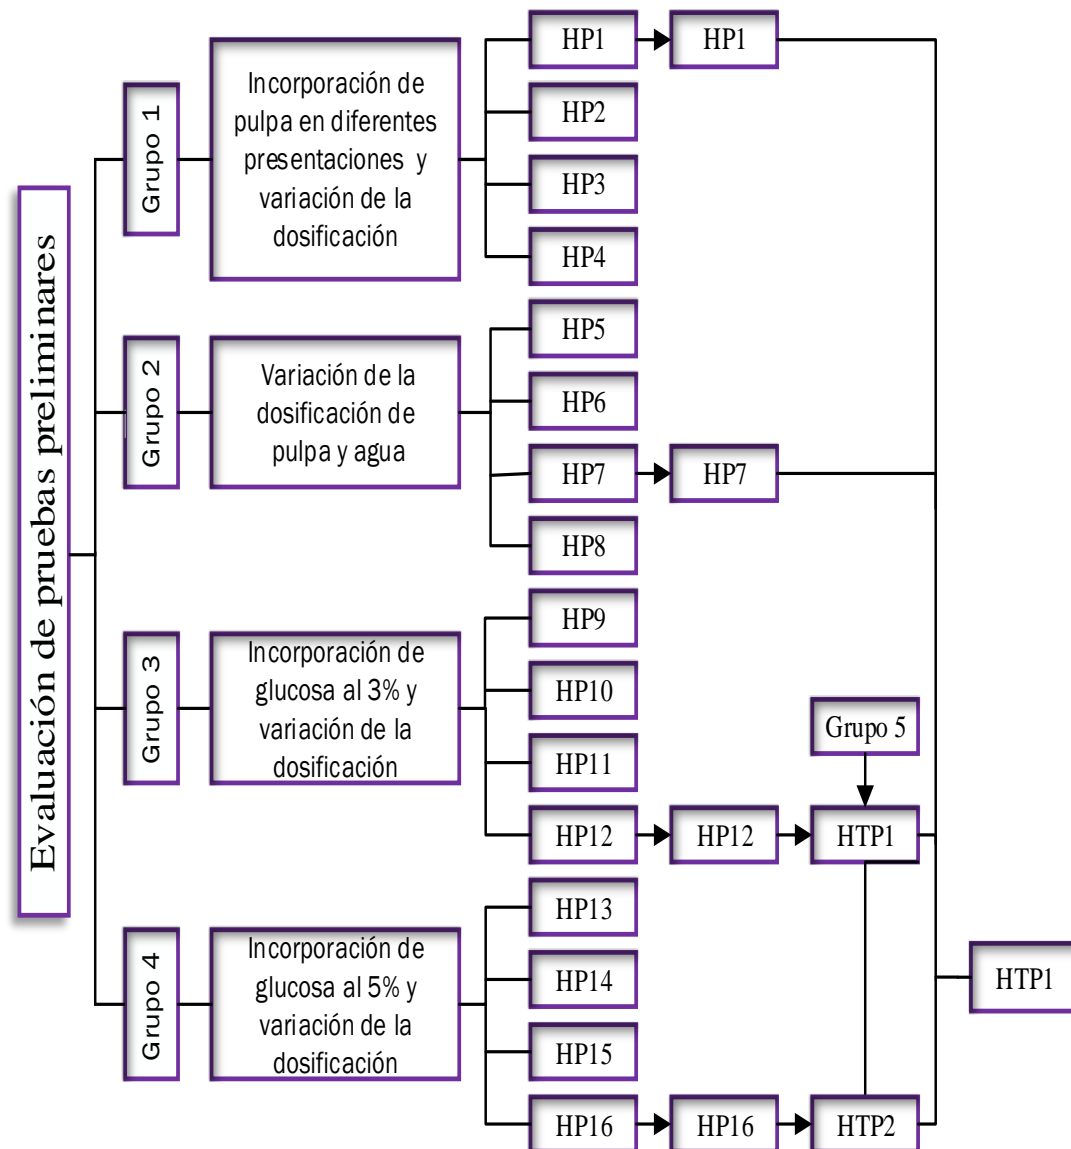 Evaluación de pruebas preliminares
Grupo 1
Incorporación de
pulpa en diferentes
presentaciones y
variación de la
dosificación
HP1
HP1
HP2
HP3
HP4
Grupo 2
Variación de la
dosificación de
pulpa y agua
HP5
HP6
HP7
HP7
HP8
Grupo 3
Incorporación de
glucosa al 3% y
variación de la
dosificación
HP9
HP10
HP11
HP12
HP12
Grupo 5
HTP1
Grupo 4
Incorporación de
glucosa al 5% y
variación de la
dosificación
HP13
HP14
HP15
HP16
HP16
HTP2
HTP1